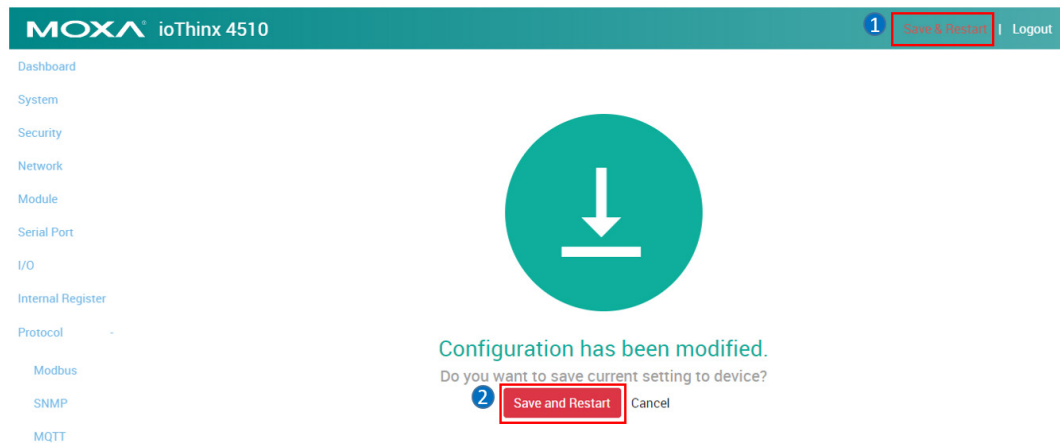 MOXA® ioThinx 4510
1 Save & Restart | Logout
Dashboard
System
Security
Network
Module
Serial Port
I/O
Internal Register
Protocol -
Modbus
SNMP
MQTT
Configuration has been modified.
Do you want to save current setting to device?
2 Save and Restart Cancel